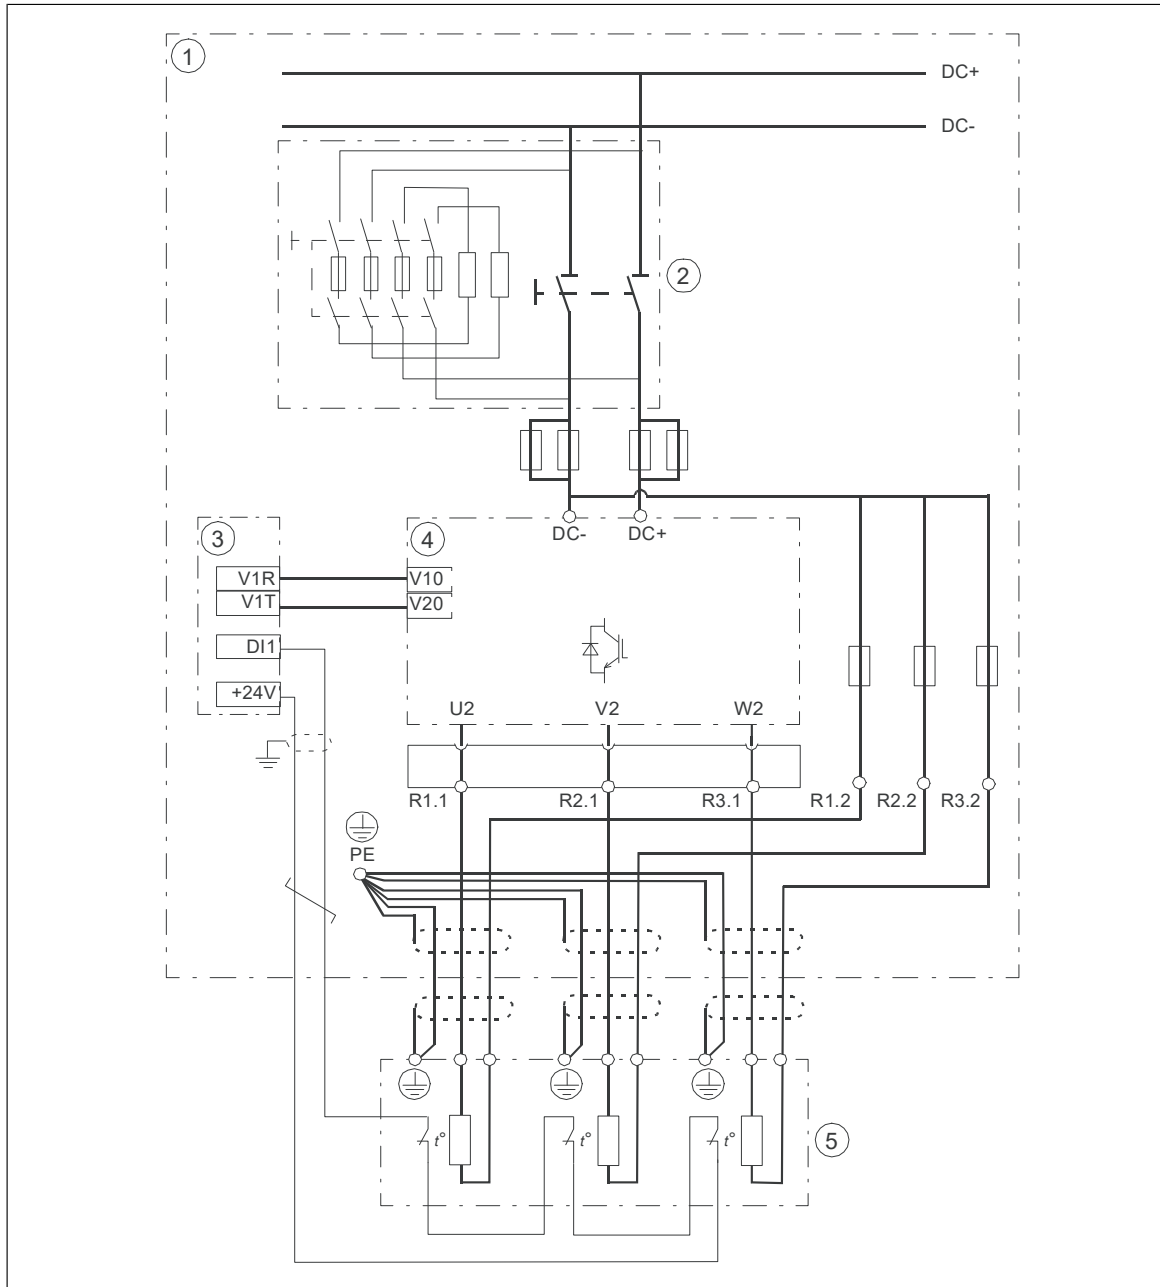 1
DC+
DC-
2
DC- DC+
3
4
V1R V10
V1T V20
DI1
+24V
U2 V2 W2
R1.1 R2.1 R3.1 R1.2 R2.2 R3.2
PE
t° t° t° 5